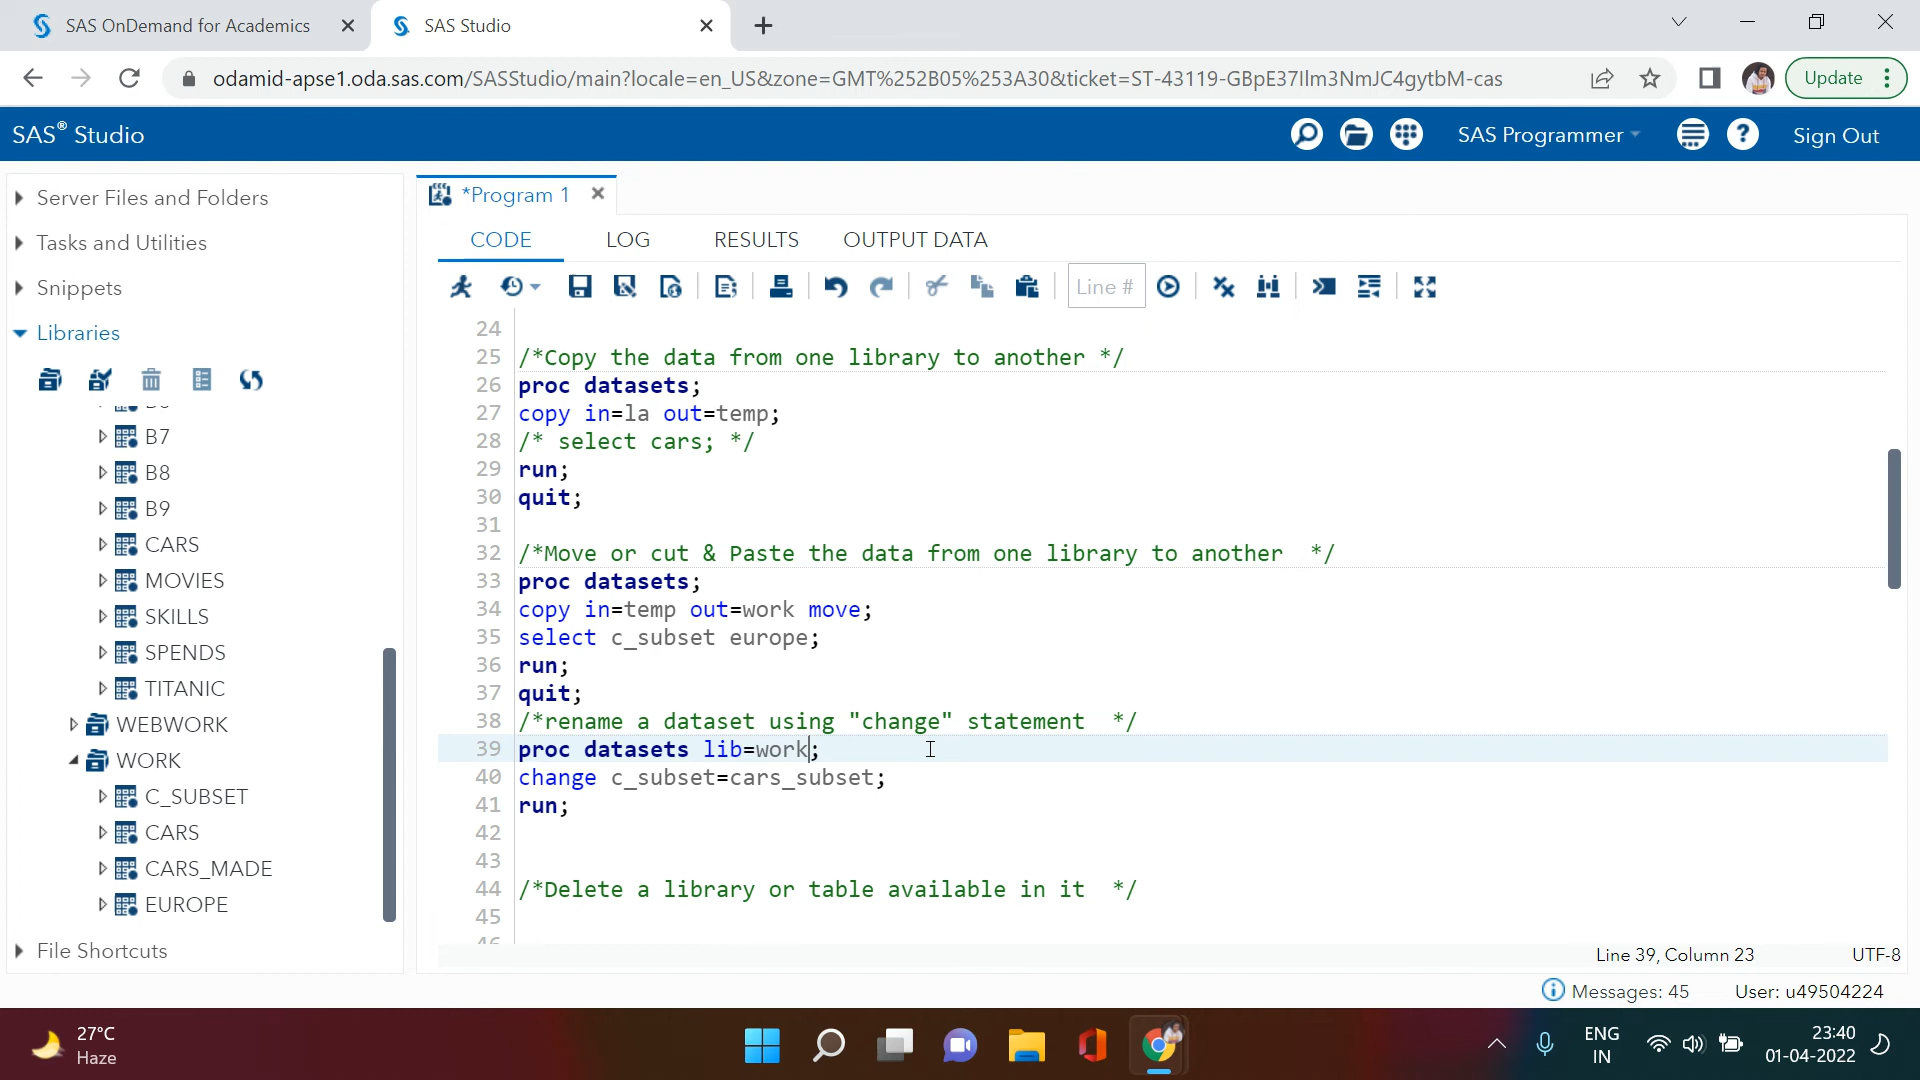 SAS OnDemand for Academics
SAS Studio
odamid-apse1.oda.sas.com/SASStudio/main?locale=en_US&zone=GMT%252B05%253A30&ticket=ST-43119-GBpE37Ilm3NmJC4gytbM-cas
Update
SAS® Studio
SAS Programmer
Sign Out
Server Files and Folders
Tasks and Utilities
Snippets
Libraries
B7
B8
B9
CARS
MOVIES
SKILLS
SPENDS
TITANIC
WEBWORK
WORK
C_SUBSET
CARS
CARS_MADE
EUROPE
File Shortcuts
*Program 1
CODE LOG RESULTS OUTPUT DATA
Line #
24
25 /*Copy the data from one library to another */
26 proc datasets;
27 copy in=la out=temp;
28 /* select cars; */
29 run;
30 quit;
31
32 /*Move or cut & Paste the data from one library to another  */
33 proc datasets;
34 copy in=temp out=work move;
35 select c_subset europe;
36 run;
37 quit;
38 /*rename a dataset using "change" statement  */
39 proc datasets lib=work;
40 change c_subset=cars_subset;
41 run;
42
43
44 /*Delete a library or table available in it  */
45
46
Line 39, Column 23
UTF-8
Messages: 45
User: u49504224
27°C
Haze
ENG
IN
23:40
01-04-2022